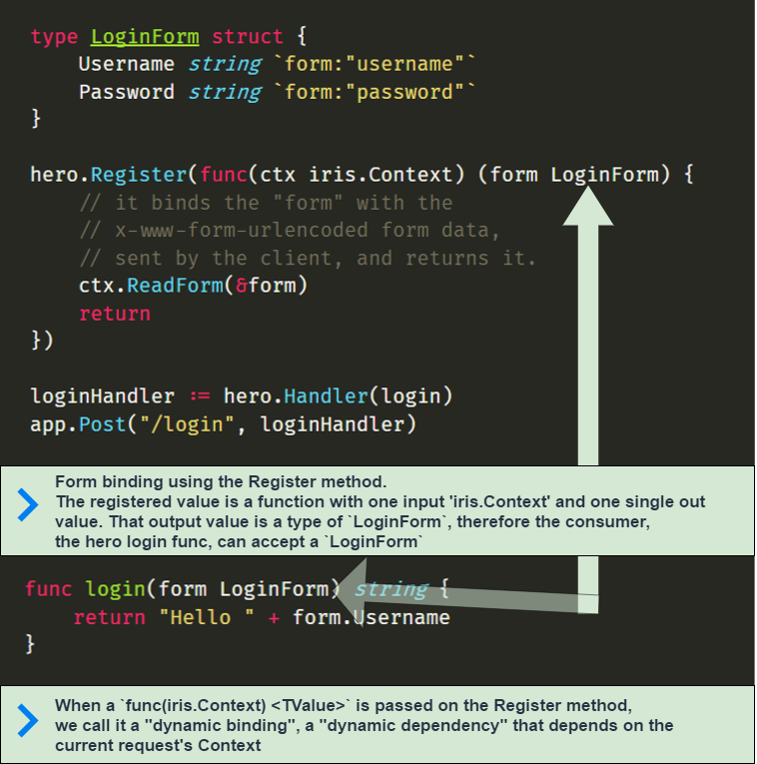 type LoginForm struct {
    Username string `form:"username"`
    Password string `form:"password"`
}
hero.Register(func(ctx iris.Context) (form LoginForm) {
    // it binds the "form" with the
    // x-www-form-urlencoded form data,
    // sent by the client, and returns it.
    ctx.ReadForm(&form)
    return
})
loginHandler := hero.Handler(login)
app.Post("/login", loginHandler)
Form binding using the Register method.
The registered value is a function with one input 'iris.Context' and one single out
value. That output value is a type of `LoginForm`, therefore the consumer,
the hero login func, can accept a `LoginForm`
func login(form LoginForm) string {
    return "Hello " + form.Username
}
When a `func(iris.Context) <TValue>` is passed on the Register method,
we call it a "dynamic binding", a "dynamic dependency" that depends on the
current request's Context